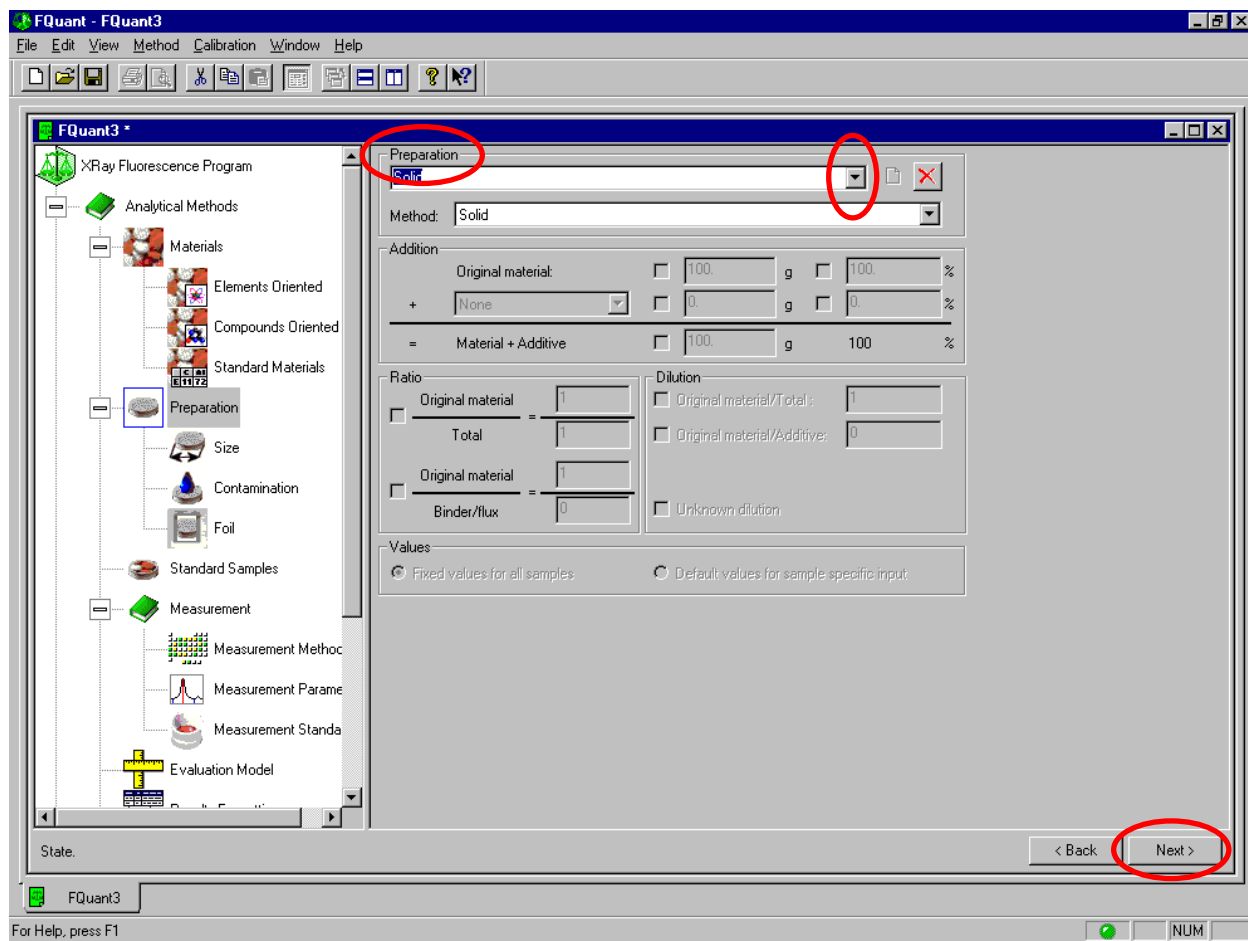 FQuant - FQuant3
File Edit View Method Calibration Window Help
FQuant3 *
XRay Fluorescence Program
Analytical Methods
Materials
Elements Oriented
Compounds Oriented
Standard Materials
Preparation
Size
Contamination
Foil
Standard Samples
Measurement
Measurement Methoc
Measurement Parame
Measurement Standa
Evaluation Model
Preparation
Solid
Method: Solid
Addition
Original material: 100. g 100. %
+ None 0. g 0. %
= Material + Additive 100. g 100 %
Ratio
Original material = 1
Total 1
Original material = 1
Binder/flux 0
Dilution
Original material/Total : 1
Original material/Additive: 0
Unknown dilution
Values
Fixed values for all samples Default values for sample specific input
State.
< Back Next >
FQuant3
For Help, press F1 NUM